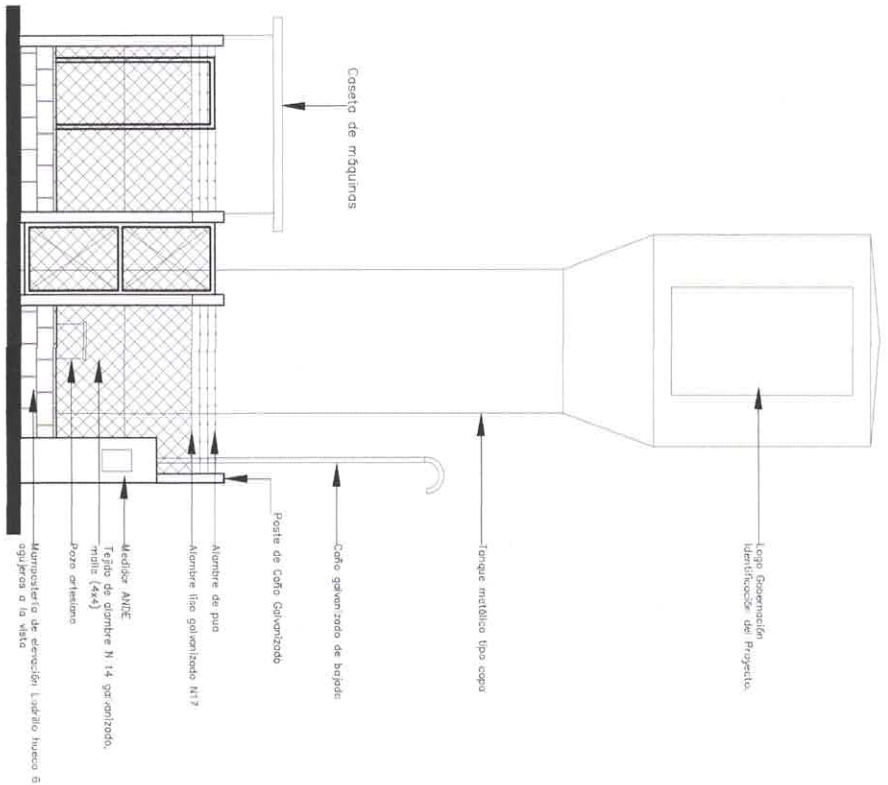 Caseta de máquinas
Logo Gobernación
Identificación del Proyecto.
Tanque metálico tipo copa
Caño galvanizado de bajada
Poste de Caño Galvanizado
Alambre de pua
Alambre liso galvanizado N17
Medidor ANDE
Tejido de alambre N 14 galvanizado,
malla (4x4)
Pozo artesiano
Mampostería de elevación Ladrillo hueco 6
agujeros a la vista